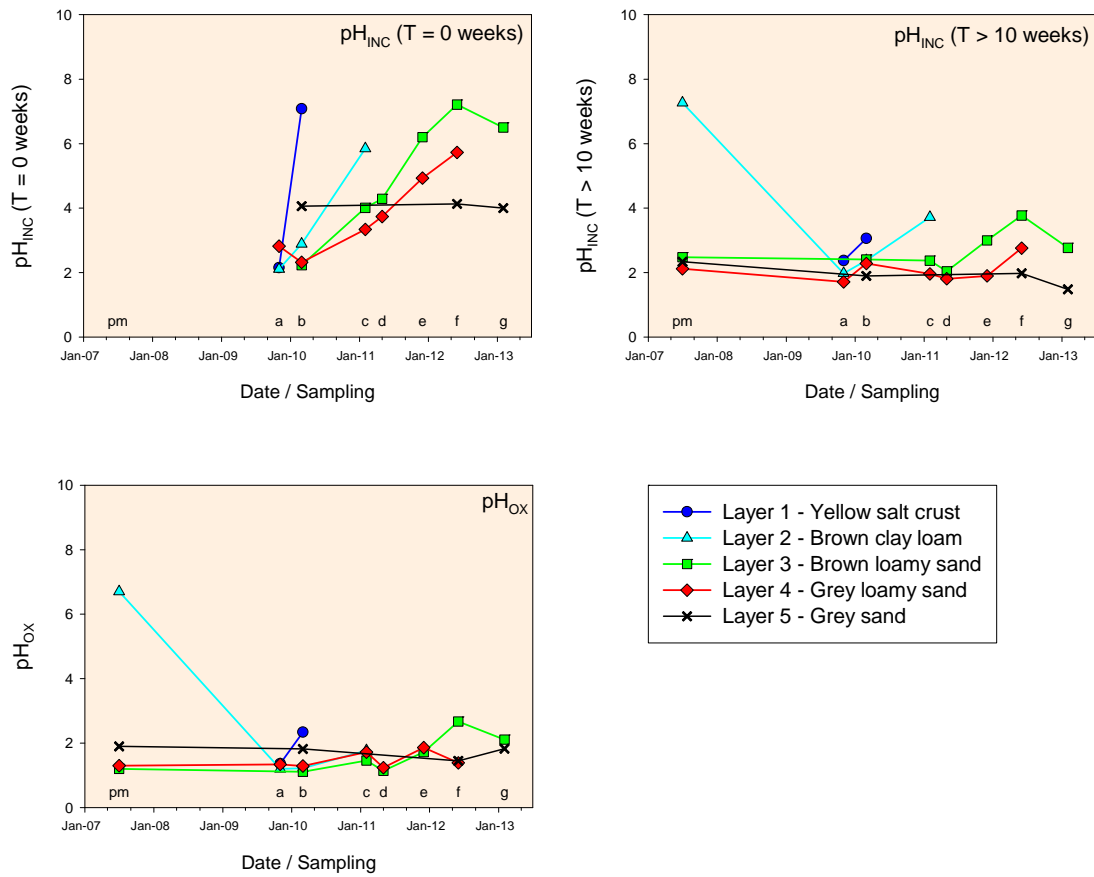 pH_INC (T = 0 weeks)
pH_INC (T = 0 weeks)
10
8
6
4
2
0
pm a b c d e f g
Jan-07 Jan-08 Jan-09 Jan-10 Jan-11 Jan-12 Jan-13
Date / Sampling
pH_INC (T > 10 weeks)
pH_INC (T > 10 weeks)
10
8
6
4
2
0
pm a b c d e f g
Jan-07 Jan-08 Jan-09 Jan-10 Jan-11 Jan-12 Jan-13
Date / Sampling
pH_OX
pH_OX
10
8
6
4
2
0
pm a b c d e f g
Jan-07 Jan-08 Jan-09 Jan-10 Jan-11 Jan-12 Jan-13
Date / Sampling
Layer 1 - Yellow salt crust
Layer 2 - Brown clay loam
Layer 3 - Brown loamy sand
Layer 4 - Grey loamy sand
Layer 5 - Grey sand